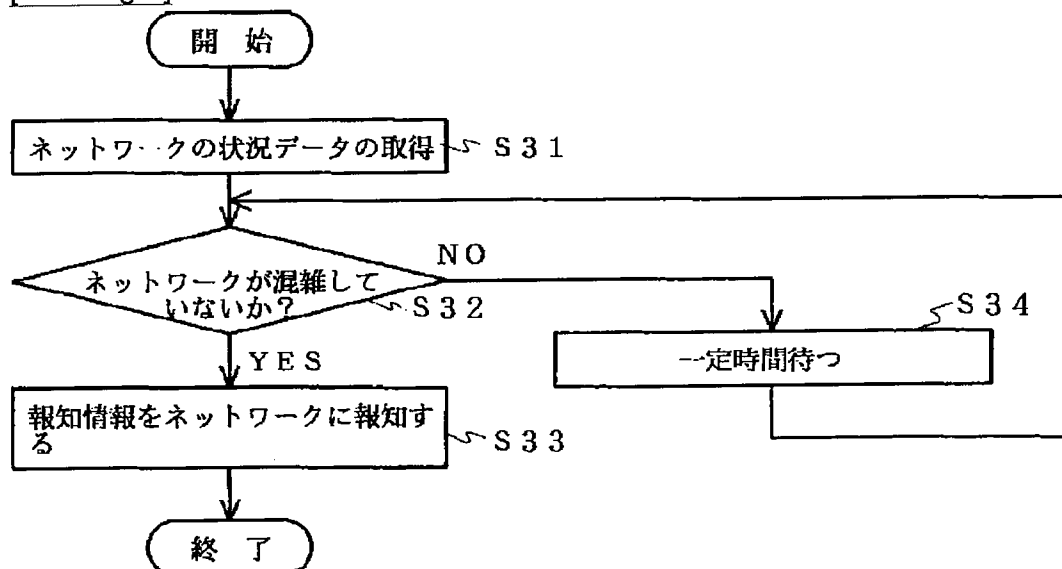 開 始
ネットワークの状況データの取得 S31
NO
ネットワークが混雑して
いないか? S32
S34
一定時間待つ
YES
報知情報をネットワークに報知す
る
S33
終 了